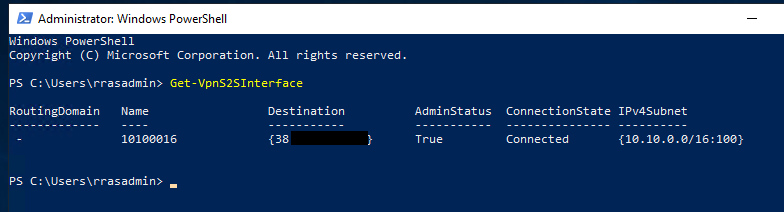 Administrator: Windows PowerShell
Windows PowerShell
Copyright (C) Microsoft Corporation. All rights reserved.
PS C:\Users\rrasadmin> Get-VpnS2SInterface
RoutingDomain Name Destination AdminStatus ConnectionState IPv4Subnet
------------- ---- ----------- ----------- --------------- ----------
- 10100016 {38 } True Connected {10.10.0.0/16:100}
PS C:\Users\rrasadmin>